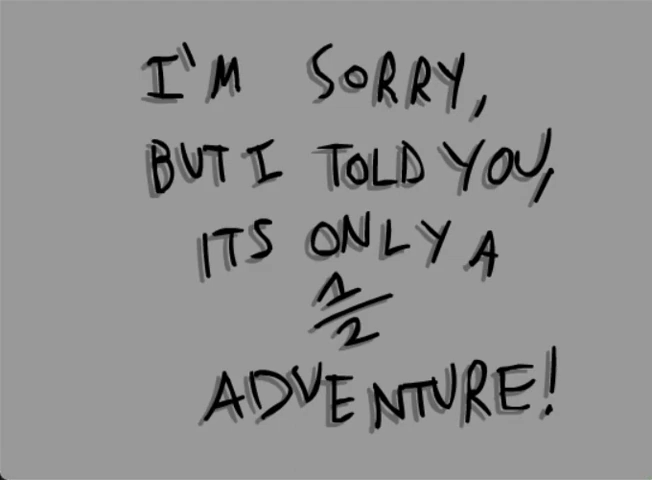 I'M SORRY,
BUT I TOLD YOU,
ITS ONLY A
1/2
ADVENTURE!